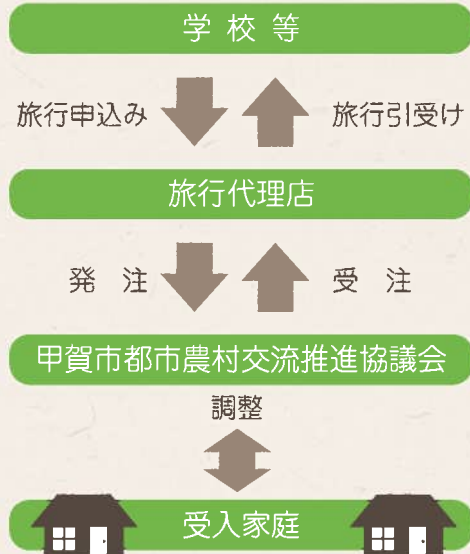 学校等
旅行申込み 旅行引受け
旅行代理店
発注 受注
甲賀市都市農村交流推進協議会
調整
受入家庭